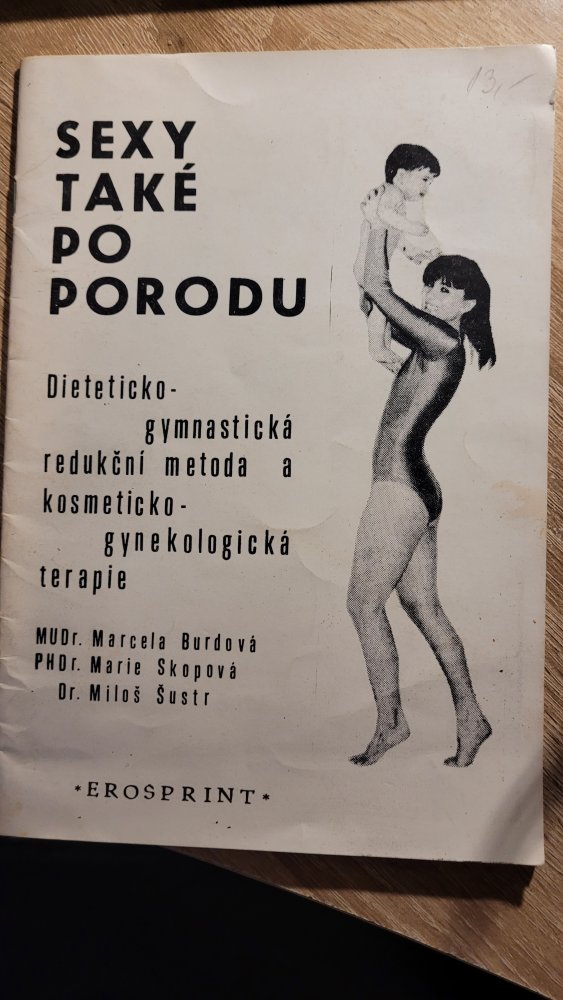 13,-
SEXY
TAKÉ
PO
PORODU
Dieteticko-
gymnastická
redukční metoda a
kosmeticko-
gynekologická
terapie
MUDr. Marcela Burdová
PHDr. Marie Skopová
Dr. Miloš Šustr
*EROSPRINT*